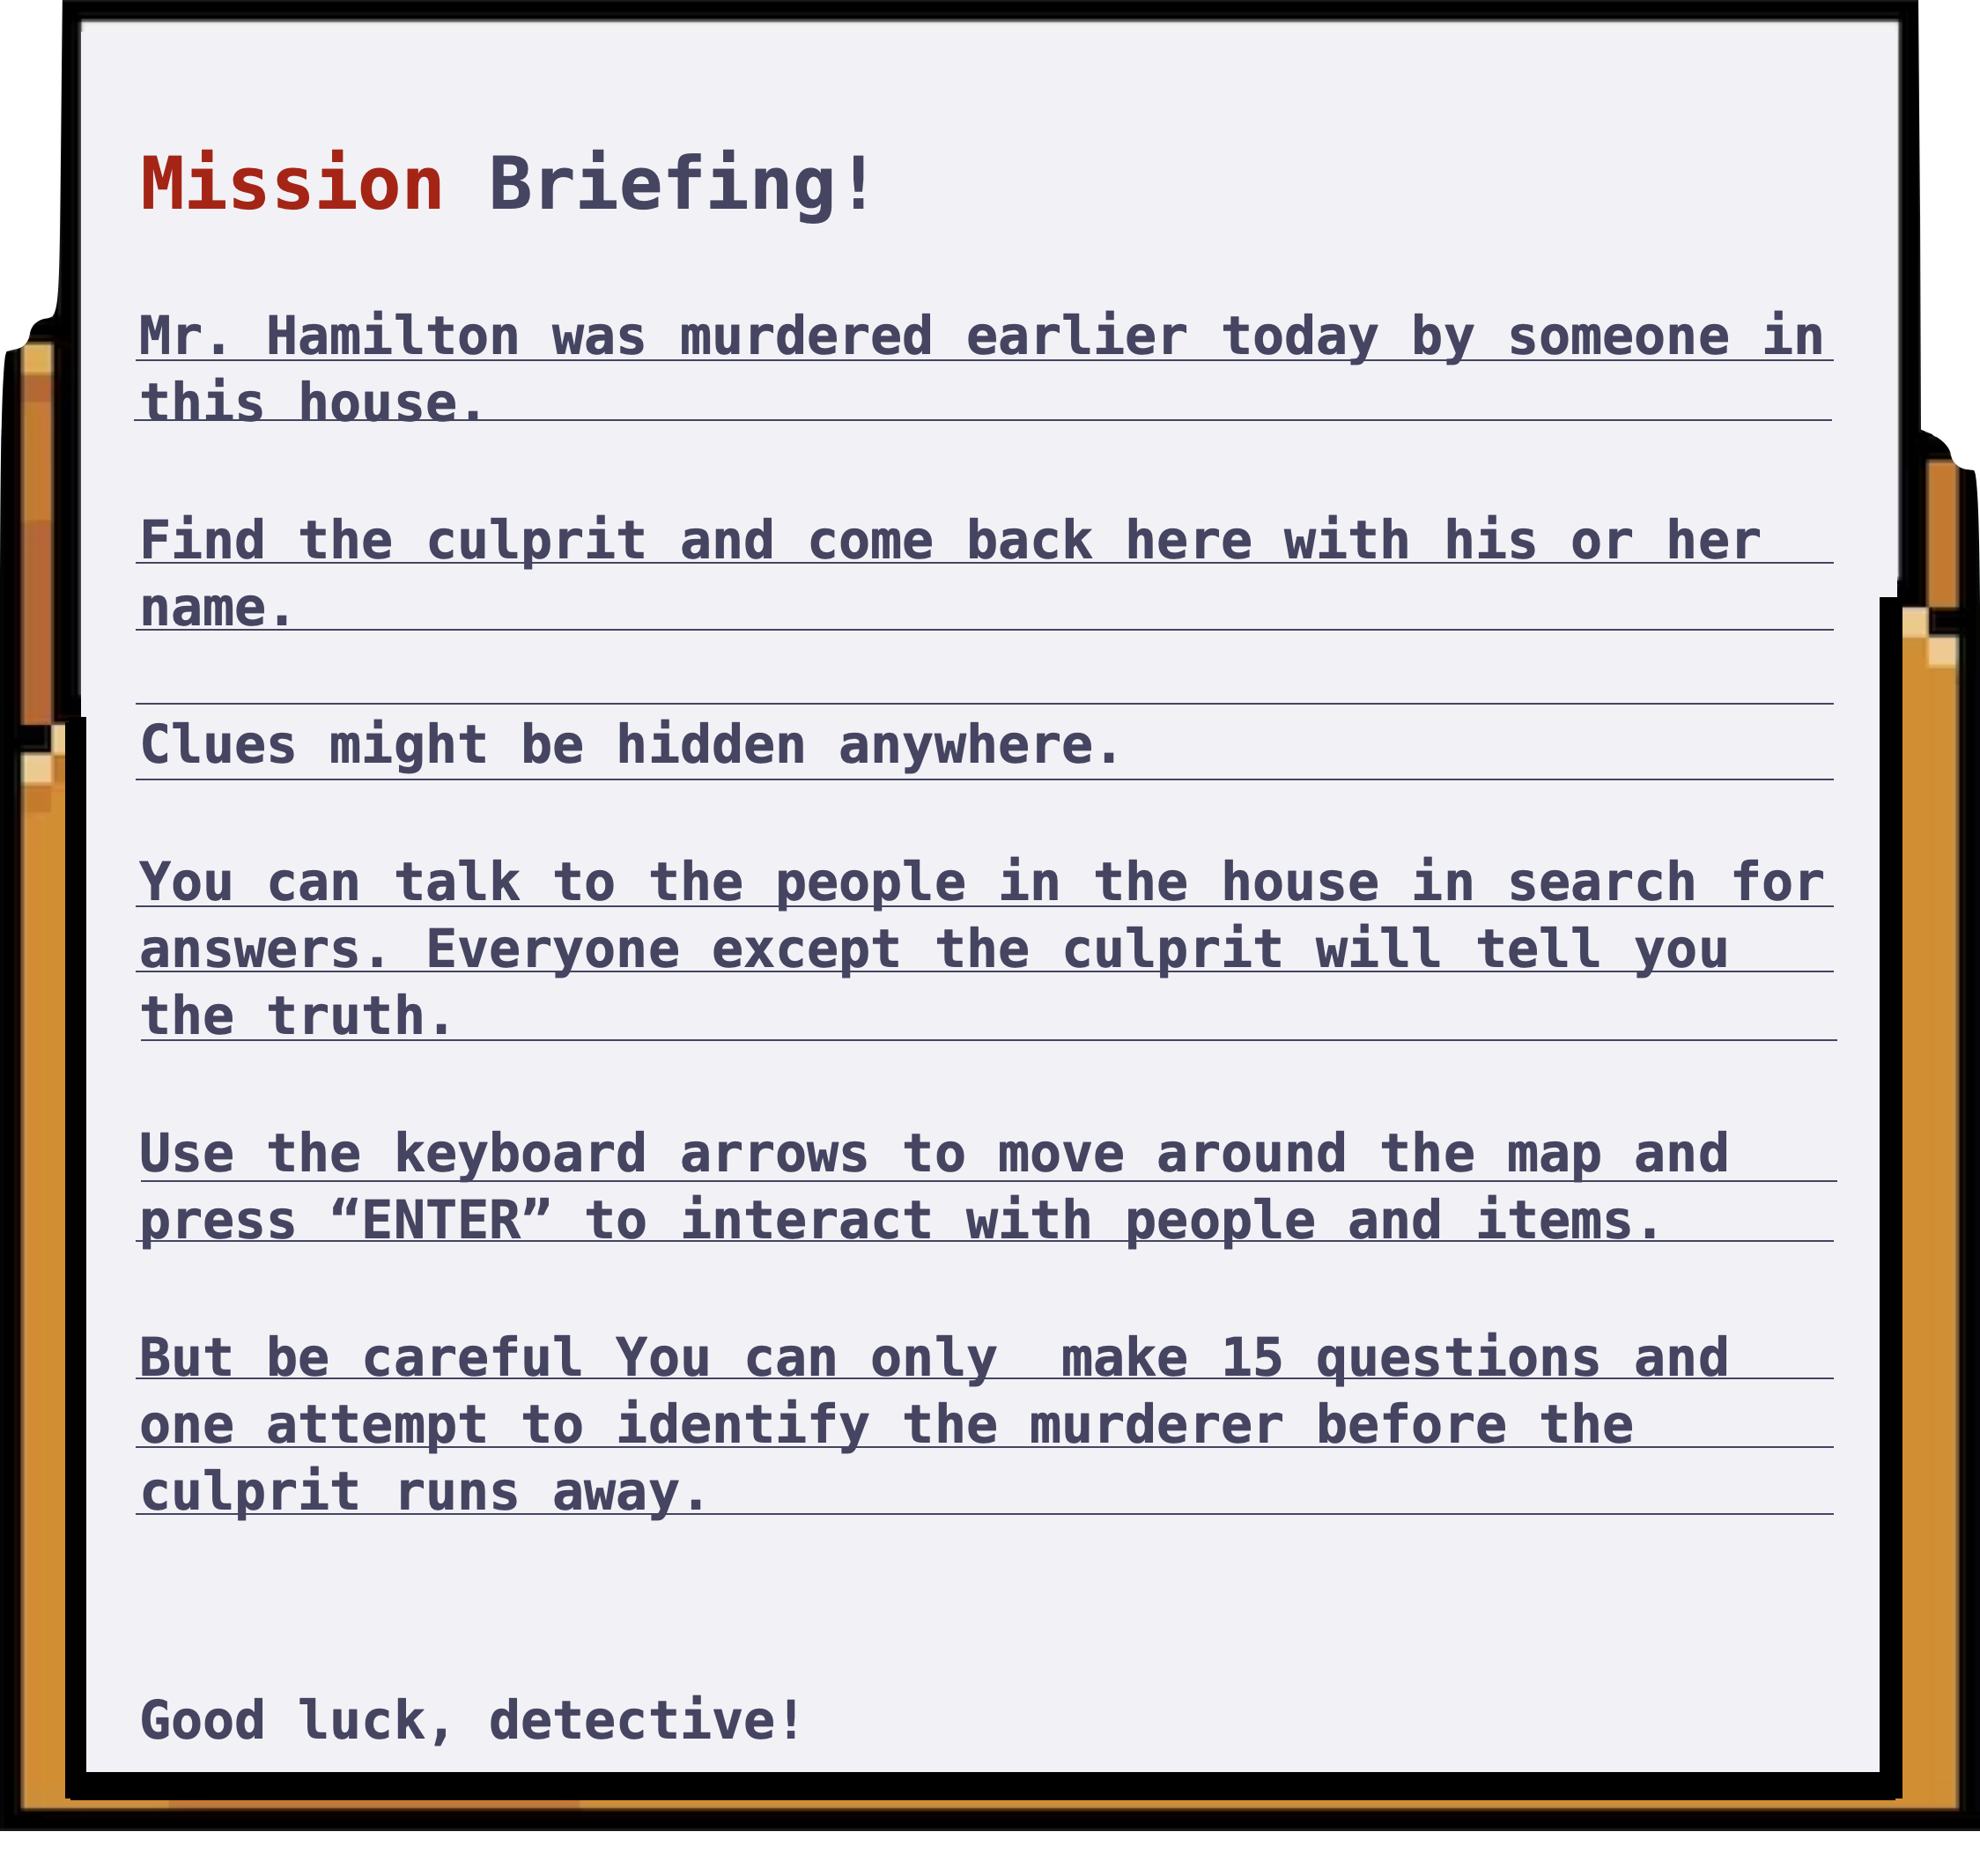 Mission Briefing!
Mr. Hamilton was murdered earlier today by someone in
this house.
Find the culprit and come back here with his or her
name.
Clues might be hidden anywhere.
You can talk to the people in the house in search for
answers. Everyone except the culprit will tell you
the truth.
Use the keyboard arrows to move around the map and
press “ENTER” to interact with people and items.
But be careful You can only  make 15 questions and
one attempt to identify the murderer before the
culprit runs away.
Good luck, detective!